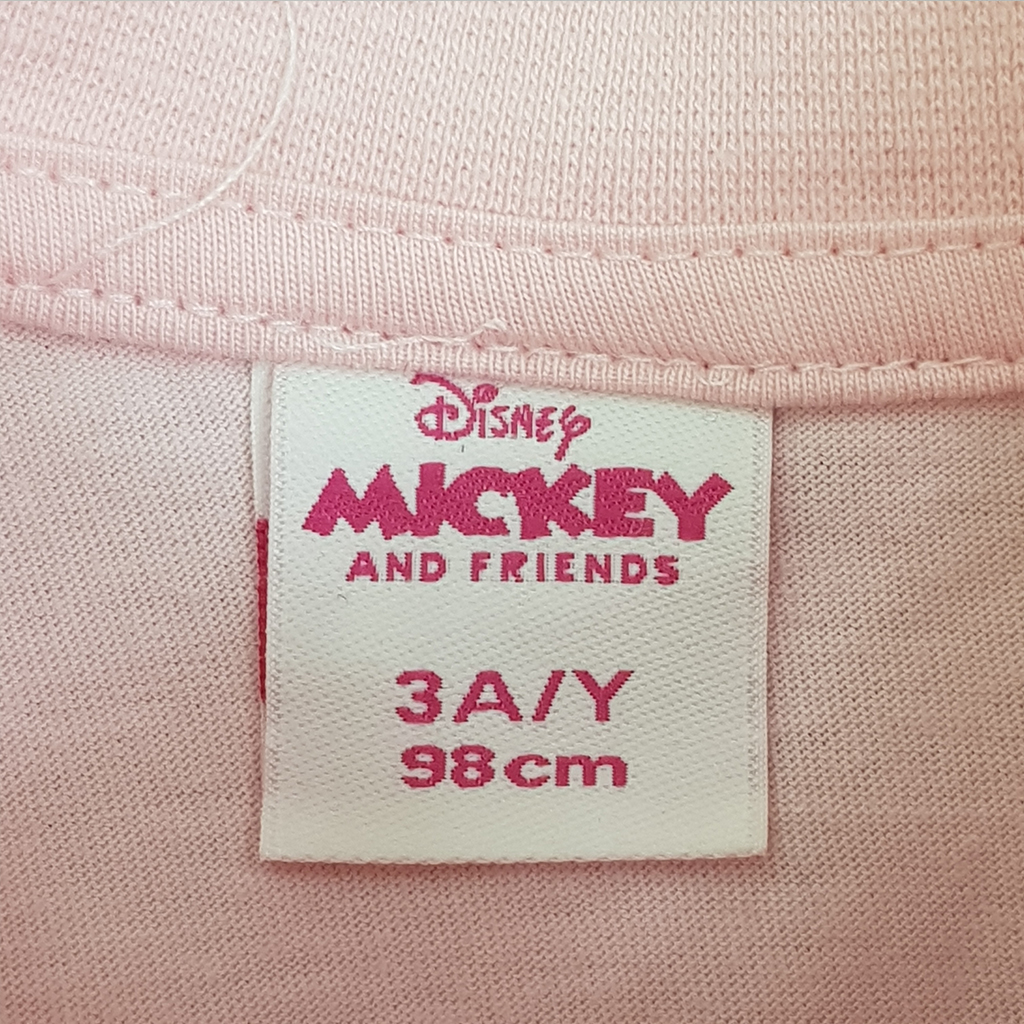 Disney
MICKEY
AND FRIENDS
3A/Y
98cm